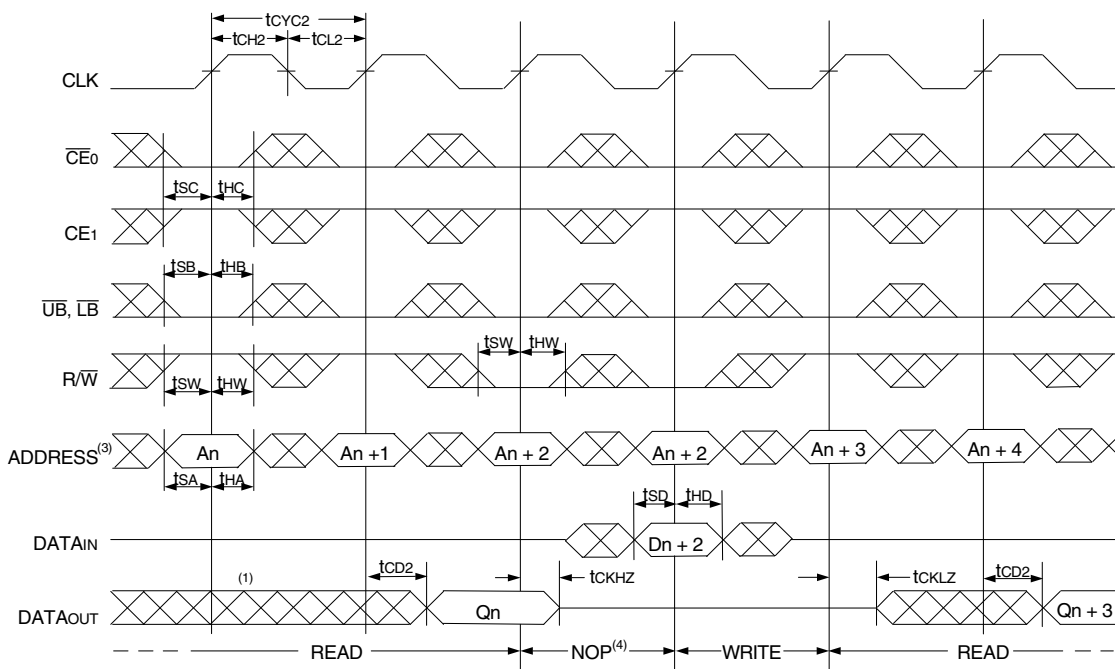 tCYC2
tCH2 tCL2
CLK
CE0
tSC tHC
CE1
tSB tHB
UB, LB
tSW tHW
R/W
tSW tHW
ADDRESS(3) An An +1 An + 2 An + 2 An + 3 An + 4
tSA tHA
tSD tHD
DATAIN Dn + 2
tCD2 tCKHZ tCKLZ tCD2
(1)
DATAOUT Qn Qn + 3
READ NOP(4) WRITE READ